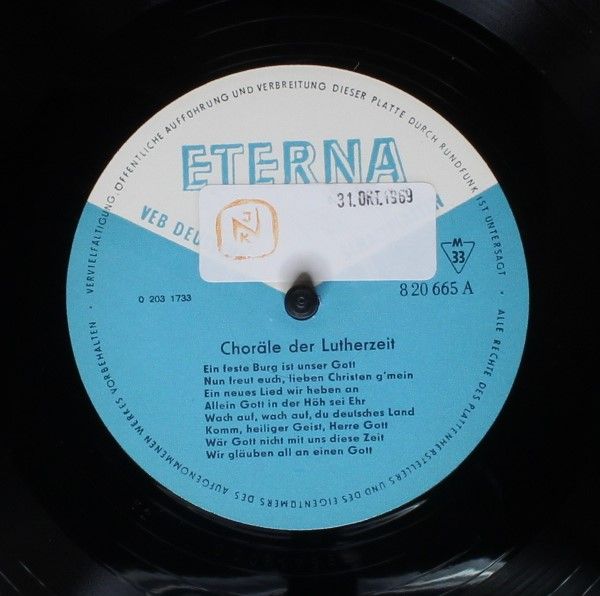 VERVIELFÄLTIGUNG, ÖFFENTLICHE AUFFÜHRUNG UND VERBREITUNG DIESER PLATTE DURCH RUNDFUNK IST UNTERSAGT • ALLE RECHTE DES PLATTENHERSTELLERS UND DES EIGENTÜMERS DES AUFGENOMMENEN WERKES VORBEHALTEN •
ETERNA
VEB DEU
31. OKT. 1969
J
N
K
M
33
0 203 1733
8 20 665 A
Choräle der Lutherzeit
Ein feste Burg ist unser Gott
Nun freut euch, lieben Christen g'mein
Ein neues Lied wir heben an
Allein Gott in der Höh sei Ehr
Wach auf, wach auf, du deutsches Land
Komm, heiliger Geist, Herre Gott
Wär Gott nicht mit uns diese Zeit
Wir gläuben all an einen Gott